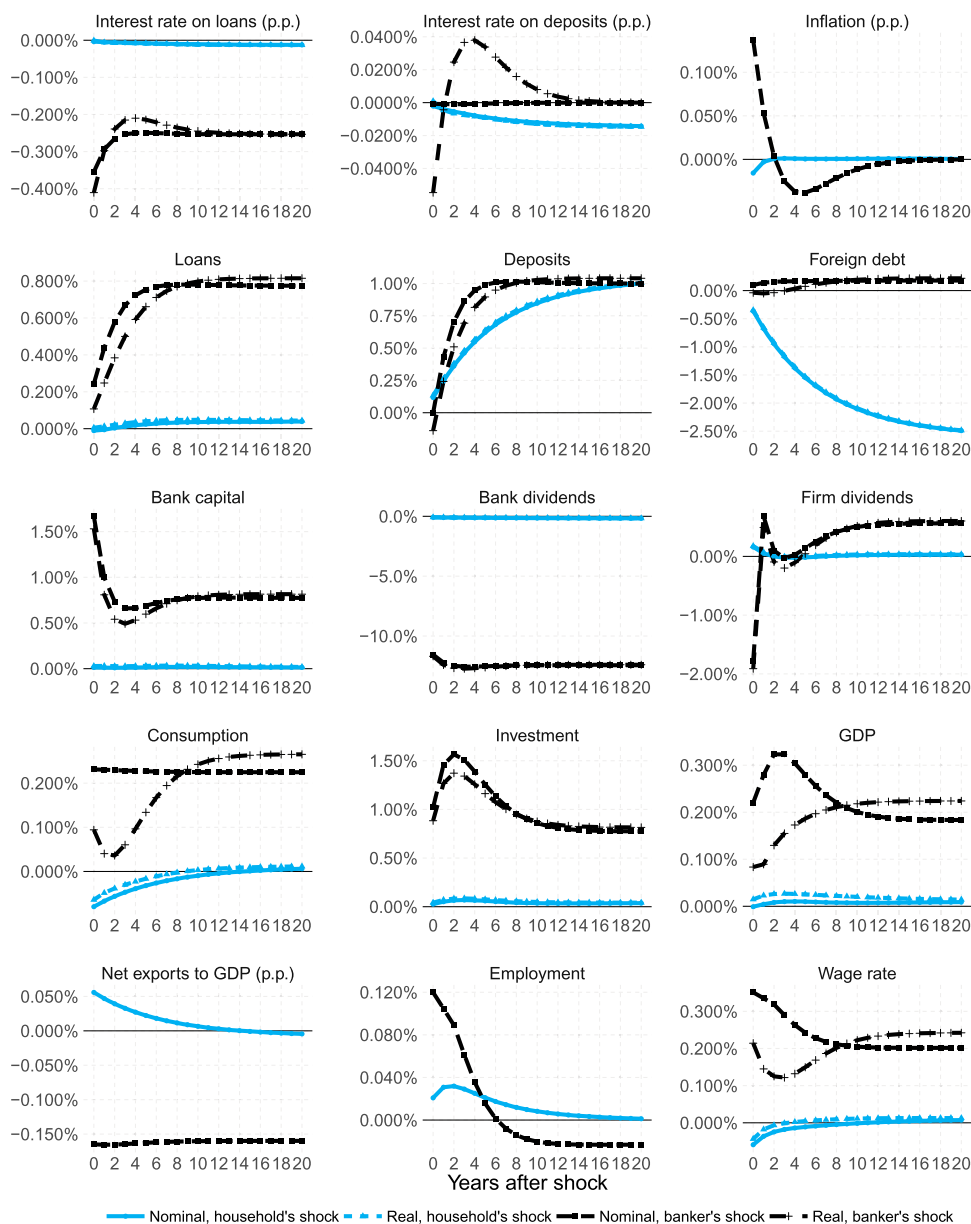 Interest rate on loans (p.p.) Interest rate on deposits (p.p.) Inflation (p.p.)
0.000%
−0.100%
−0.200%
−0.300%
−0.400%
0 2 4 6 8 10 12 14 16 18 20
0.0400%
0.0200%
0.0000%
−0.0200%
−0.0400%
0 2 4 6 8 10 12 14 16 18 20
0.100%
0.050%
0.000%
0 2 4 6 8 10 12 14 16 18 20
Loans Deposits Foreign debt
0.800%
0.600%
0.400%
0.200%
0.000%
0 2 4 6 8 10 12 14 16 18 20
1.00%
0.75%
0.50%
0.25%
0.00%
0 2 4 6 8 10 12 14 16 18 20
0.00%
−0.50%
−1.00%
−1.50%
−2.00%
−2.50%
0 2 4 6 8 10 12 14 16 18 20
Bank capital Bank dividends Firm dividends
1.50%
1.00%
0.50%
0.00%
0 2 4 6 8 10 12 14 16 18 20
0.0%
−5.0%
−10.0%
0 2 4 6 8 10 12 14 16 18 20
0.00%
−1.00%
−2.00%
0 2 4 6 8 10 12 14 16 18 20
Consumption Investment GDP
0.200%
0.100%
0.000%
0 2 4 6 8 10 12 14 16 18 20
1.50%
1.00%
0.50%
0.00%
0 2 4 6 8 10 12 14 16 18 20
0.300%
0.200%
0.100%
0.000%
0 2 4 6 8 10 12 14 16 18 20
Net exports to GDP (p.p.) Employment Wage rate
0.050%
0.000%
−0.050%
−0.100%
−0.150%
0 2 4 6 8 10 12 14 16 18 20
0.120%
0.080%
0.040%
0.000%
0 2 4 6 8 10 12 14 16 18 20
0.300%
0.200%
0.100%
0.000%
0 2 4 6 8 10 12 14 16 18 20
Years after shock
Nominal, household's shock Real, household's shock Nominal, banker's shock Real, banker's shock